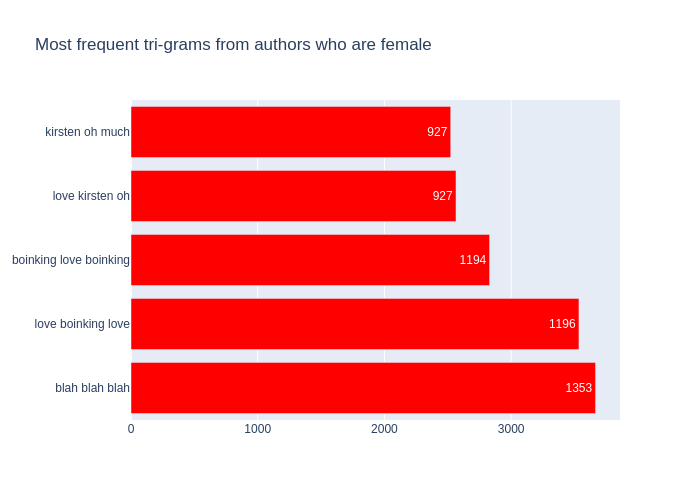 Most frequent tri-grams from authors who are female
kirsten oh much 927
love kirsten oh 927
boinking love boinking 1194
love boinking love 1196
blah blah blah 1353
0 1000 2000 3000